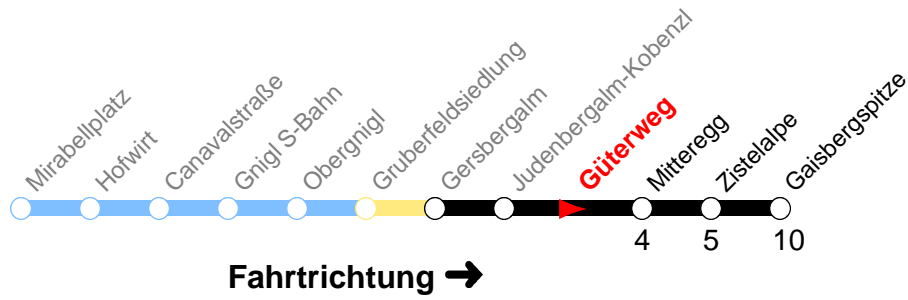 Mirabellplatz
Hofwirt
Canavalstraße
Gnigl S-Bahn
Obergnigl
Gruberfeldsiedlung
Gersbergalm
Judenbergalm-Kobenzl
Güterweg
Mitteregg
Zistelalpe
Gaisbergspitze
4 5 10
Fahrtrichtung →